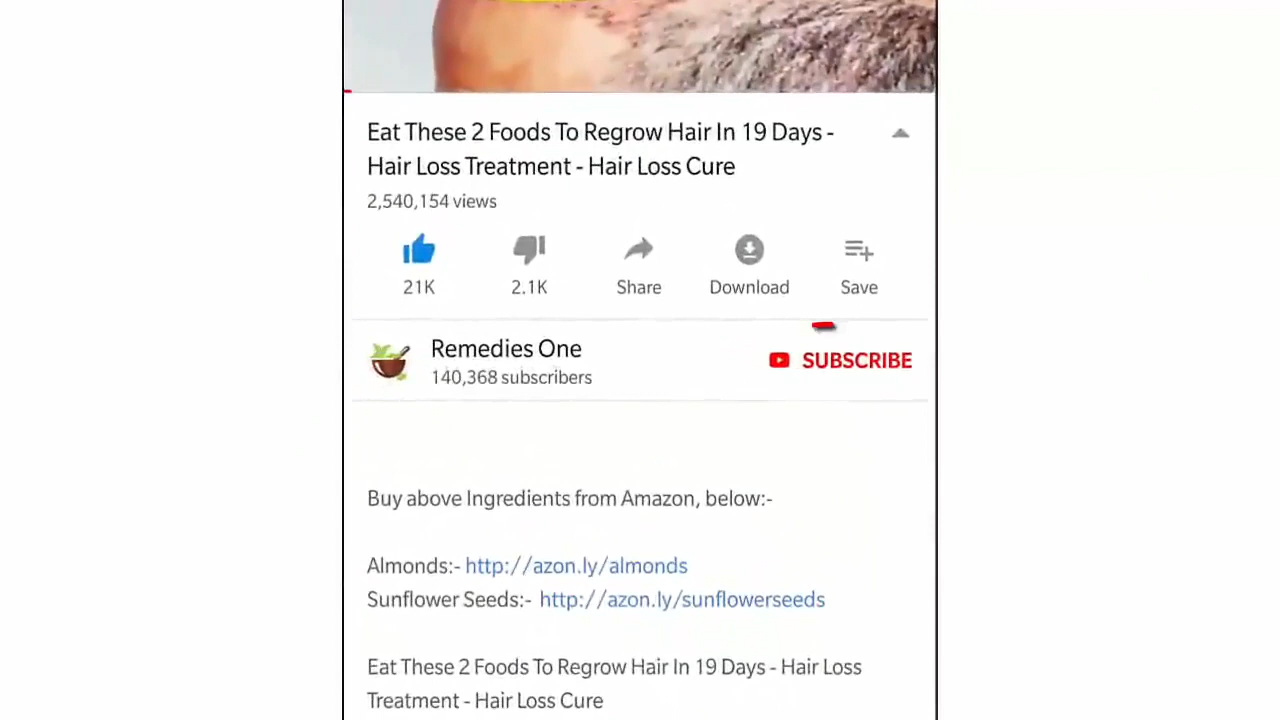 Eat These 2 Foods To Regrow Hair In 19 Days -
Hair Loss Treatment - Hair Loss Cure
2,540,154 views
21K 2.1K Share Download Save
Remedies One
140,368 subscribers
SUBSCRIBE
Buy above Ingredients from Amazon, below:-
Almonds:- http://azon.ly/almonds
Sunflower Seeds:- http://azon.ly/sunflowerseeds
Eat These 2 Foods To Regrow Hair In 19 Days - Hair Loss
Treatment - Hair Loss Cure